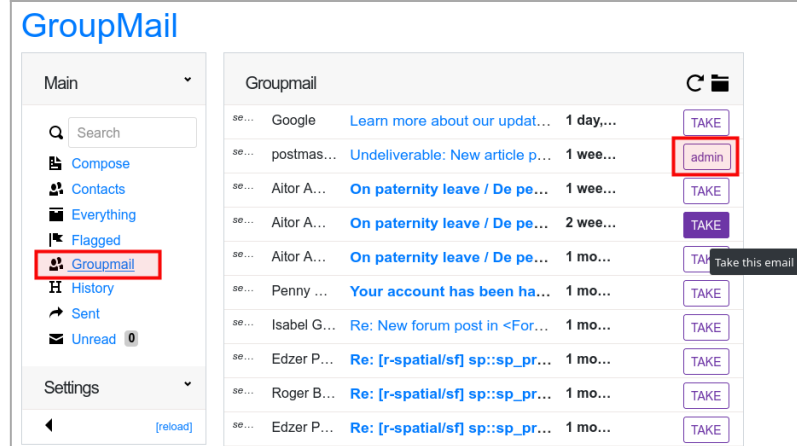 GroupMail
Main
Search
Compose
Contacts
Everything
Flagged
Groupmail
History
Sent
Unread 0
Settings
[reload]
Groupmail
se... Google Learn more about our updat... 1 day,... TAKE
se... postmas... Undeliverable: New article p... 1 wee... admin
se... Aitor A... On paternity leave / De pe... 1 wee... TAKE
se... Aitor A... On paternity leave / De pe... 2 wee... TAKE
se... Aitor A... On paternity leave / De pe... 1 mo... TAK
Take this email
se... Penny ... Your account has been ha... 1 mo... TAKE
se... Isabel G... Re: New forum post in <For... 1 mo... TAKE
se... Edzer P... Re: [r-spatial/sf] sp::sp_pr... 1 mo... TAKE
se... Roger B... Re: [r-spatial/sf] sp::sp_pr... 1 mo... TAKE
se... Edzer P... Re: [r-spatial/sf] sp::sp_pr... 1 mo... TAKE